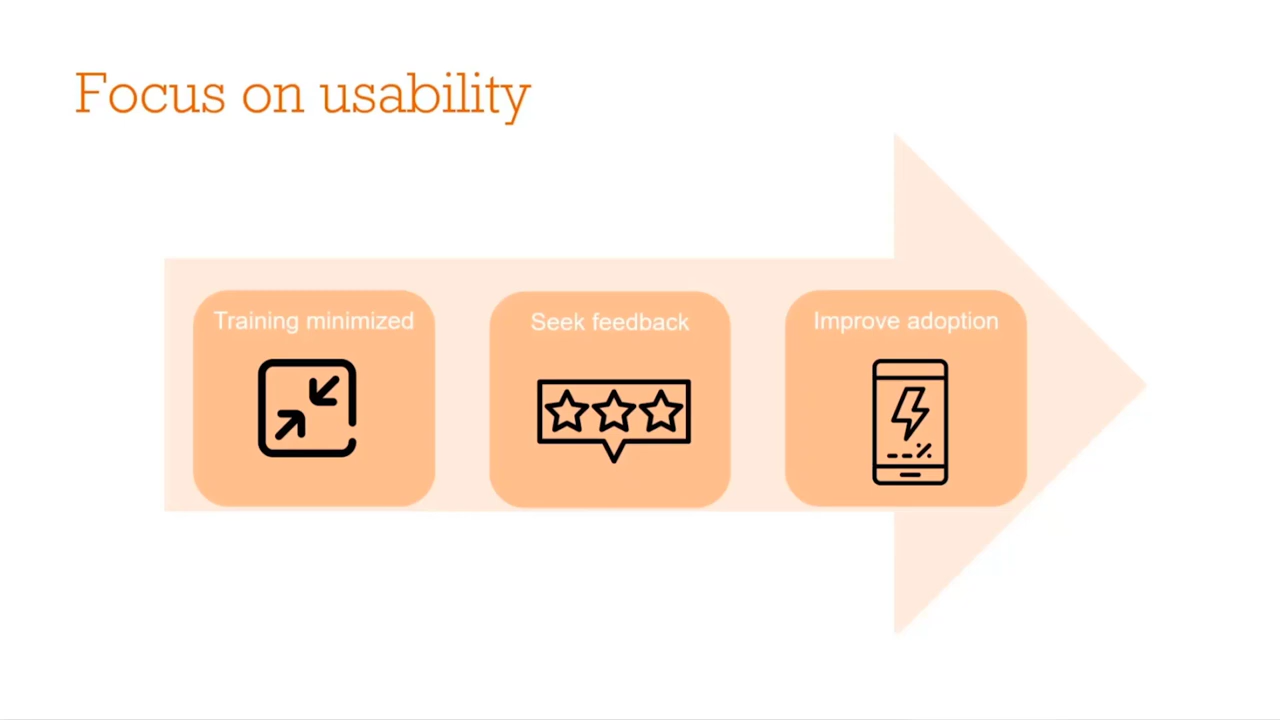 Focus on usability
Training minimized
Seek feedback
Improve adoption